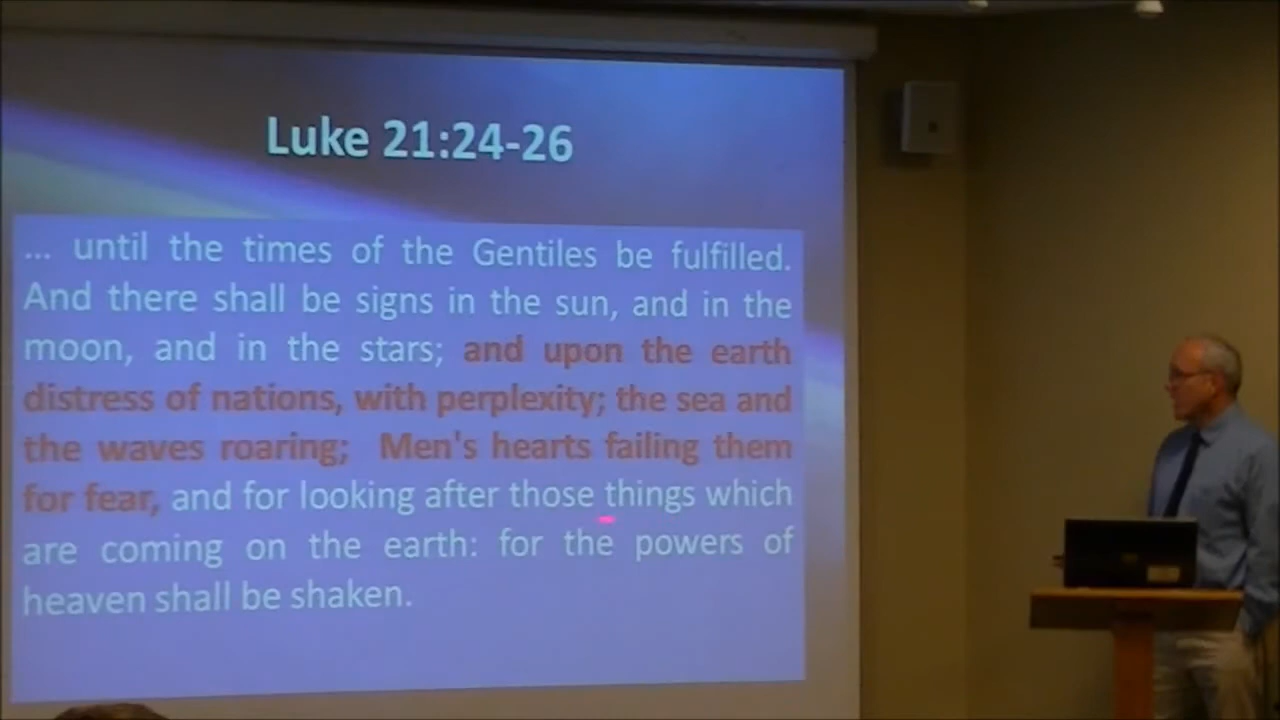 Luke 21:24-26
... until the times of the Gentiles be fulfilled.
And there shall be signs in the sun, and in the
moon, and in the stars; and upon the earth
distress of nations, with perplexity; the sea and
the waves roaring; Men's hearts failing them
for fear, and for looking after those things which
are coming on the earth: for the powers of
heaven shall be shaken.